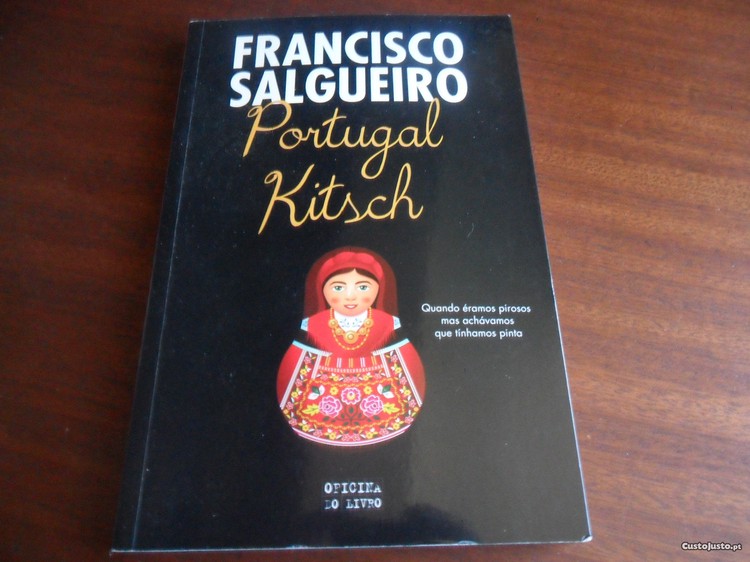 FRANCISCO
SALGUEIRO
Portugal
Kitsch
Quando éramos pirosos
mas achávamos
que tínhamos pinta
OFICINA
DO LIVRO
CustoJusto.pt